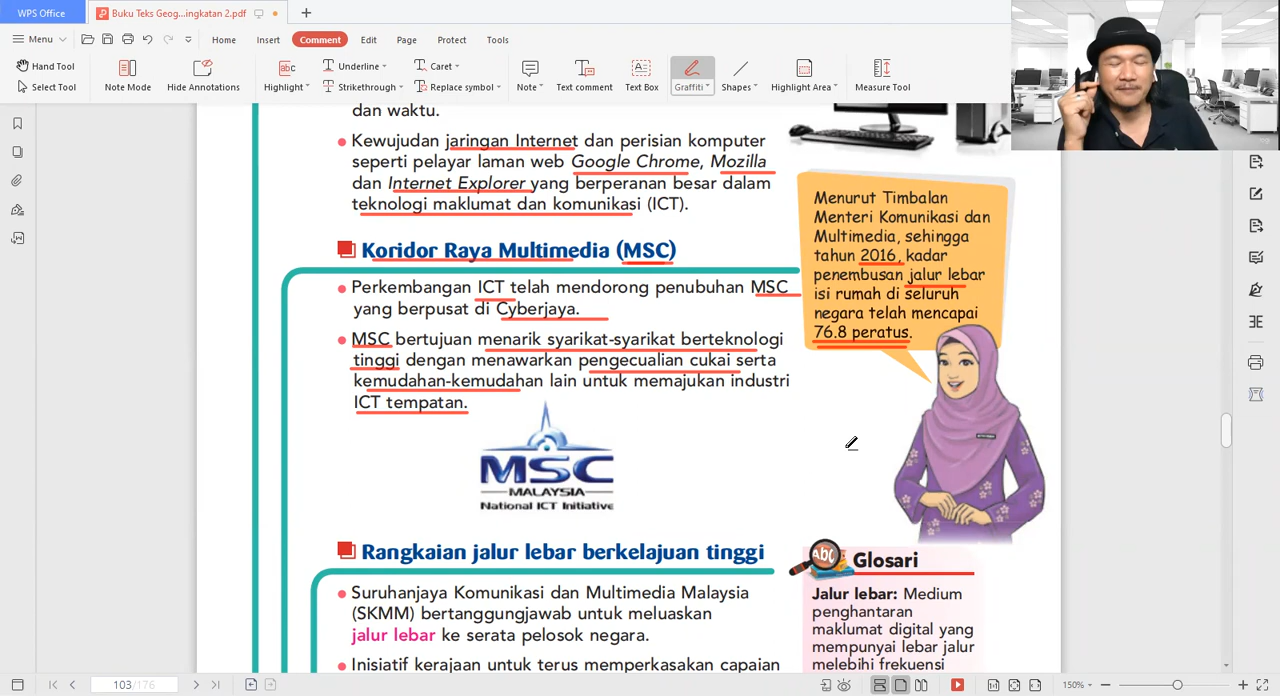 WPS Office
Buku Teks Geog...ingkatan 2.pdf
Menu
Home
Insert
Comment
Edit
Page
Protect
Tools
Hand Tool
Select Tool
Note Mode
Hide Annotations
Highlight
Underline
Strikethrough
Caret
Replace symbol
Note
Text comment
Text Box
Graffiti
Shapes
Highlight Area
Measure Tool
dan waktu.
Kewujudan jaringan Internet dan perisian komputer
seperti pelayar laman web Google Chrome, Mozilla
dan Internet Explorer yang berperanan besar dalam
teknologi maklumat dan komunikasi (ICT).
Koridor Raya Multimedia (MSC)
Perkembangan ICT telah mendorong penubuhan MSC
yang berpusat di Cyberjaya.
MSC bertujuan menarik syarikat-syarikat berteknologi
tinggi dengan menawarkan pengecualian cukai serta
kemudahan-kemudahan lain untuk memajukan industri
ICT tempatan.
MSC
MALAYSIA
National ICT Initiative
Menurut Timbalan
Menteri Komunikasi dan
Multimedia, sehingga
tahun 2016, kadar
penembusan jalur lebar
isi rumah di seluruh
negara telah mencapai
76.8 peratus.
Rangkaian jalur lebar berkelajuan tinggi
Suruhanjaya Komunikasi dan Multimedia Malaysia
(SKMM) bertanggungjawab untuk meluaskan
jalur lebar ke serata pelosok negara.
Inisiatif kerajaan untuk terus memperkasakan capaian
ABC
Glosari
Jalur lebar: Medium
penghantaran
maklumat digital yang
mempunyai lebar jalur
melebihi frekuensi
103/176
150%